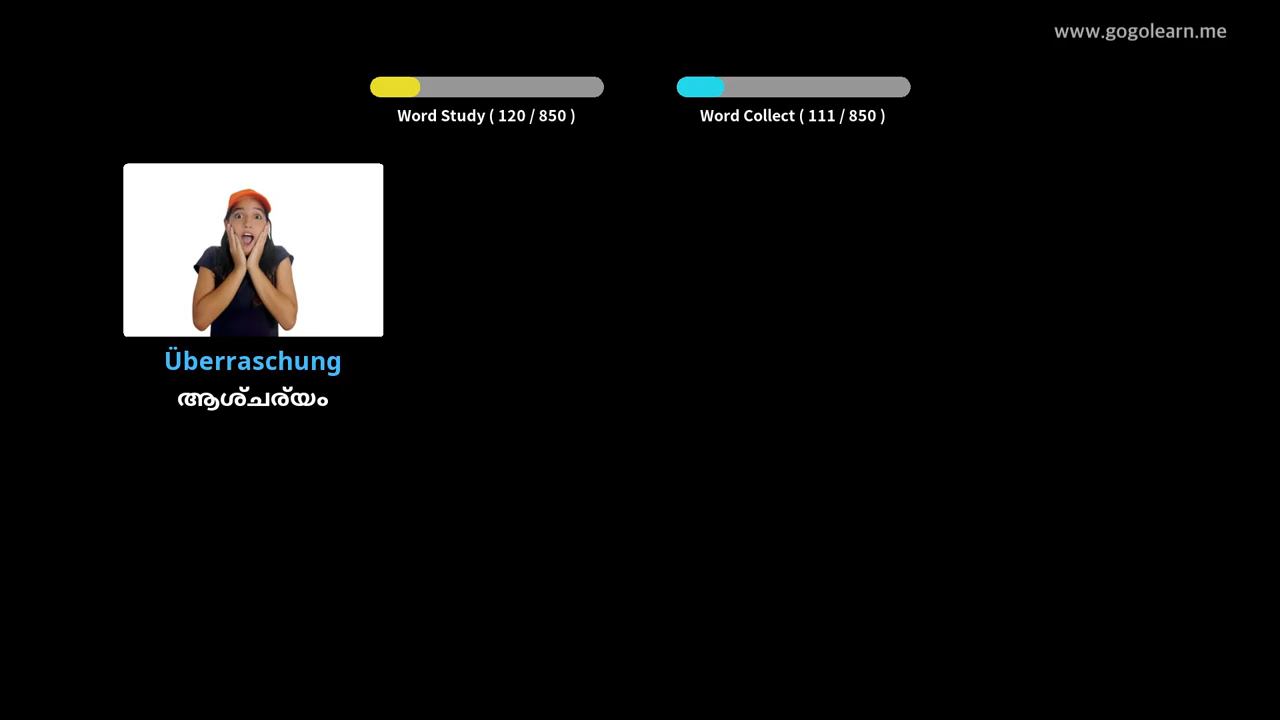 www.gogolearn.me
Word Study ( 120 / 850 )
Word Collect ( 111 / 850 )
Überraschung
ആശ്ചര്യം